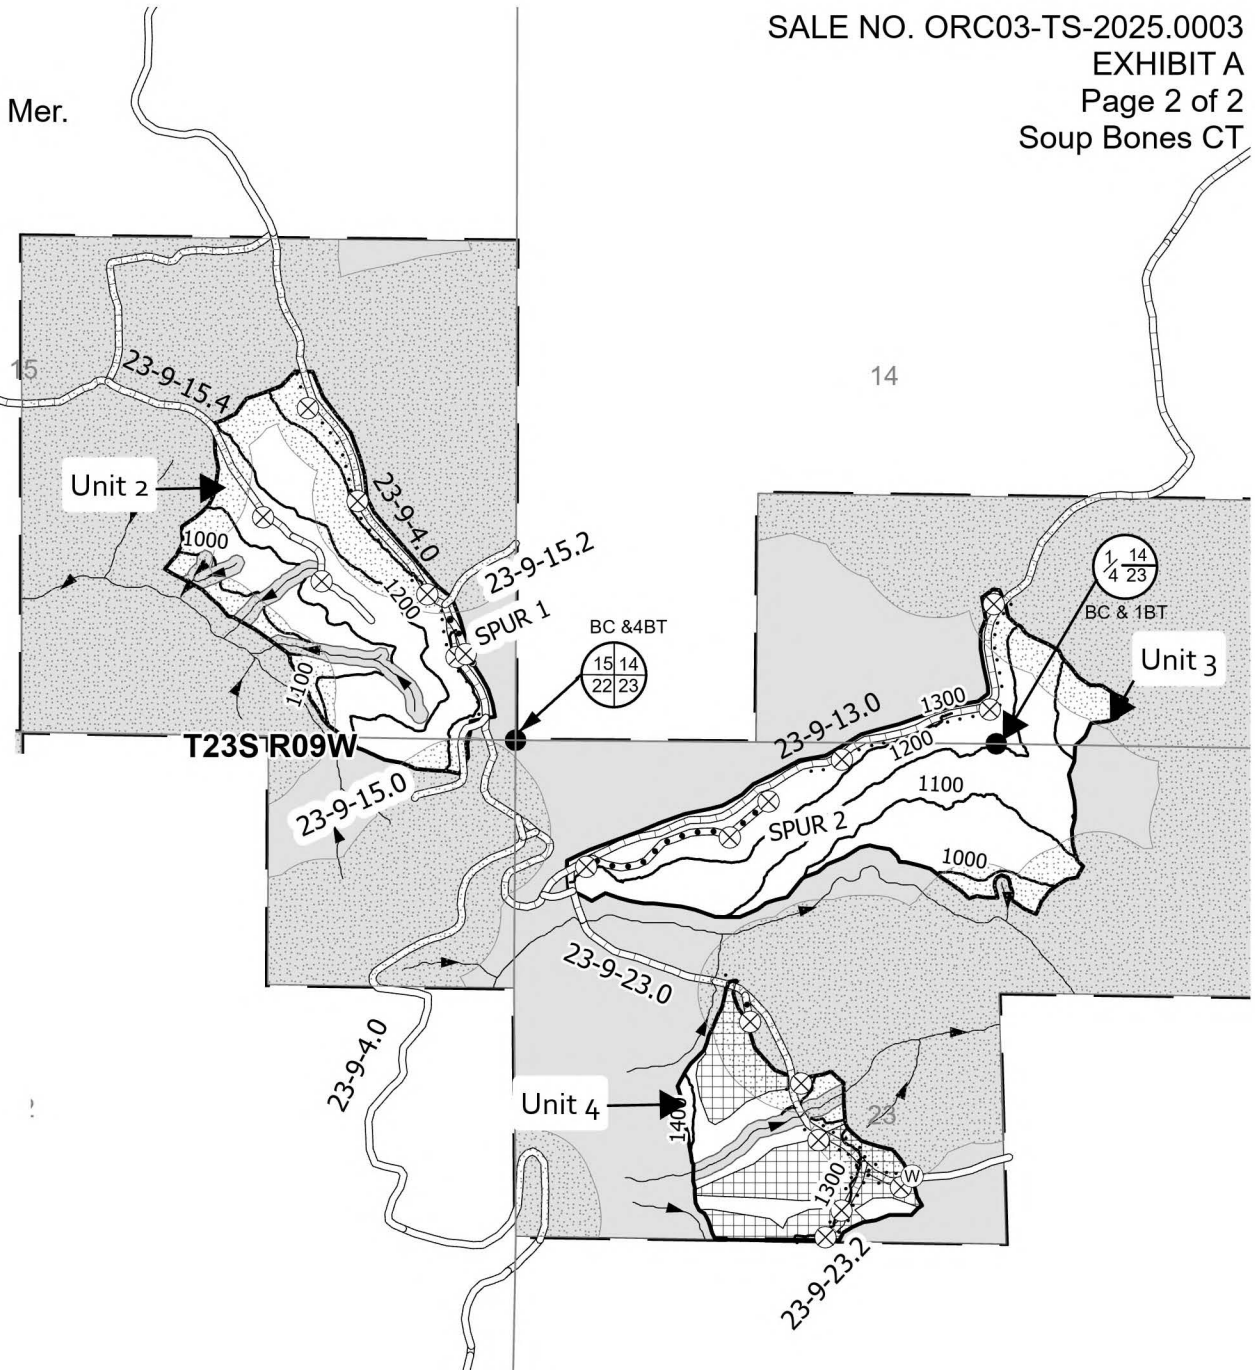 SALE NO. ORC03-TS-2025.0003
EXHIBIT A
Page 2 of 2
Soup Bones CT
Mer.
15
14
23-9-15.4
Unit 2
23-9-4.0
1000
23-9-15.2
1200
SPUR 1
BC &4BT
15 14
22 23
1/4 14
23
BC & 1BT
Unit 3
1100
T23S R09W
23-9-15.0
23-9-13.0
1300
1200
1100
SPUR 2
1000
23-9-23.0
23-9-4.0
Unit 4
1400
23
W
1300
23-9-23.2